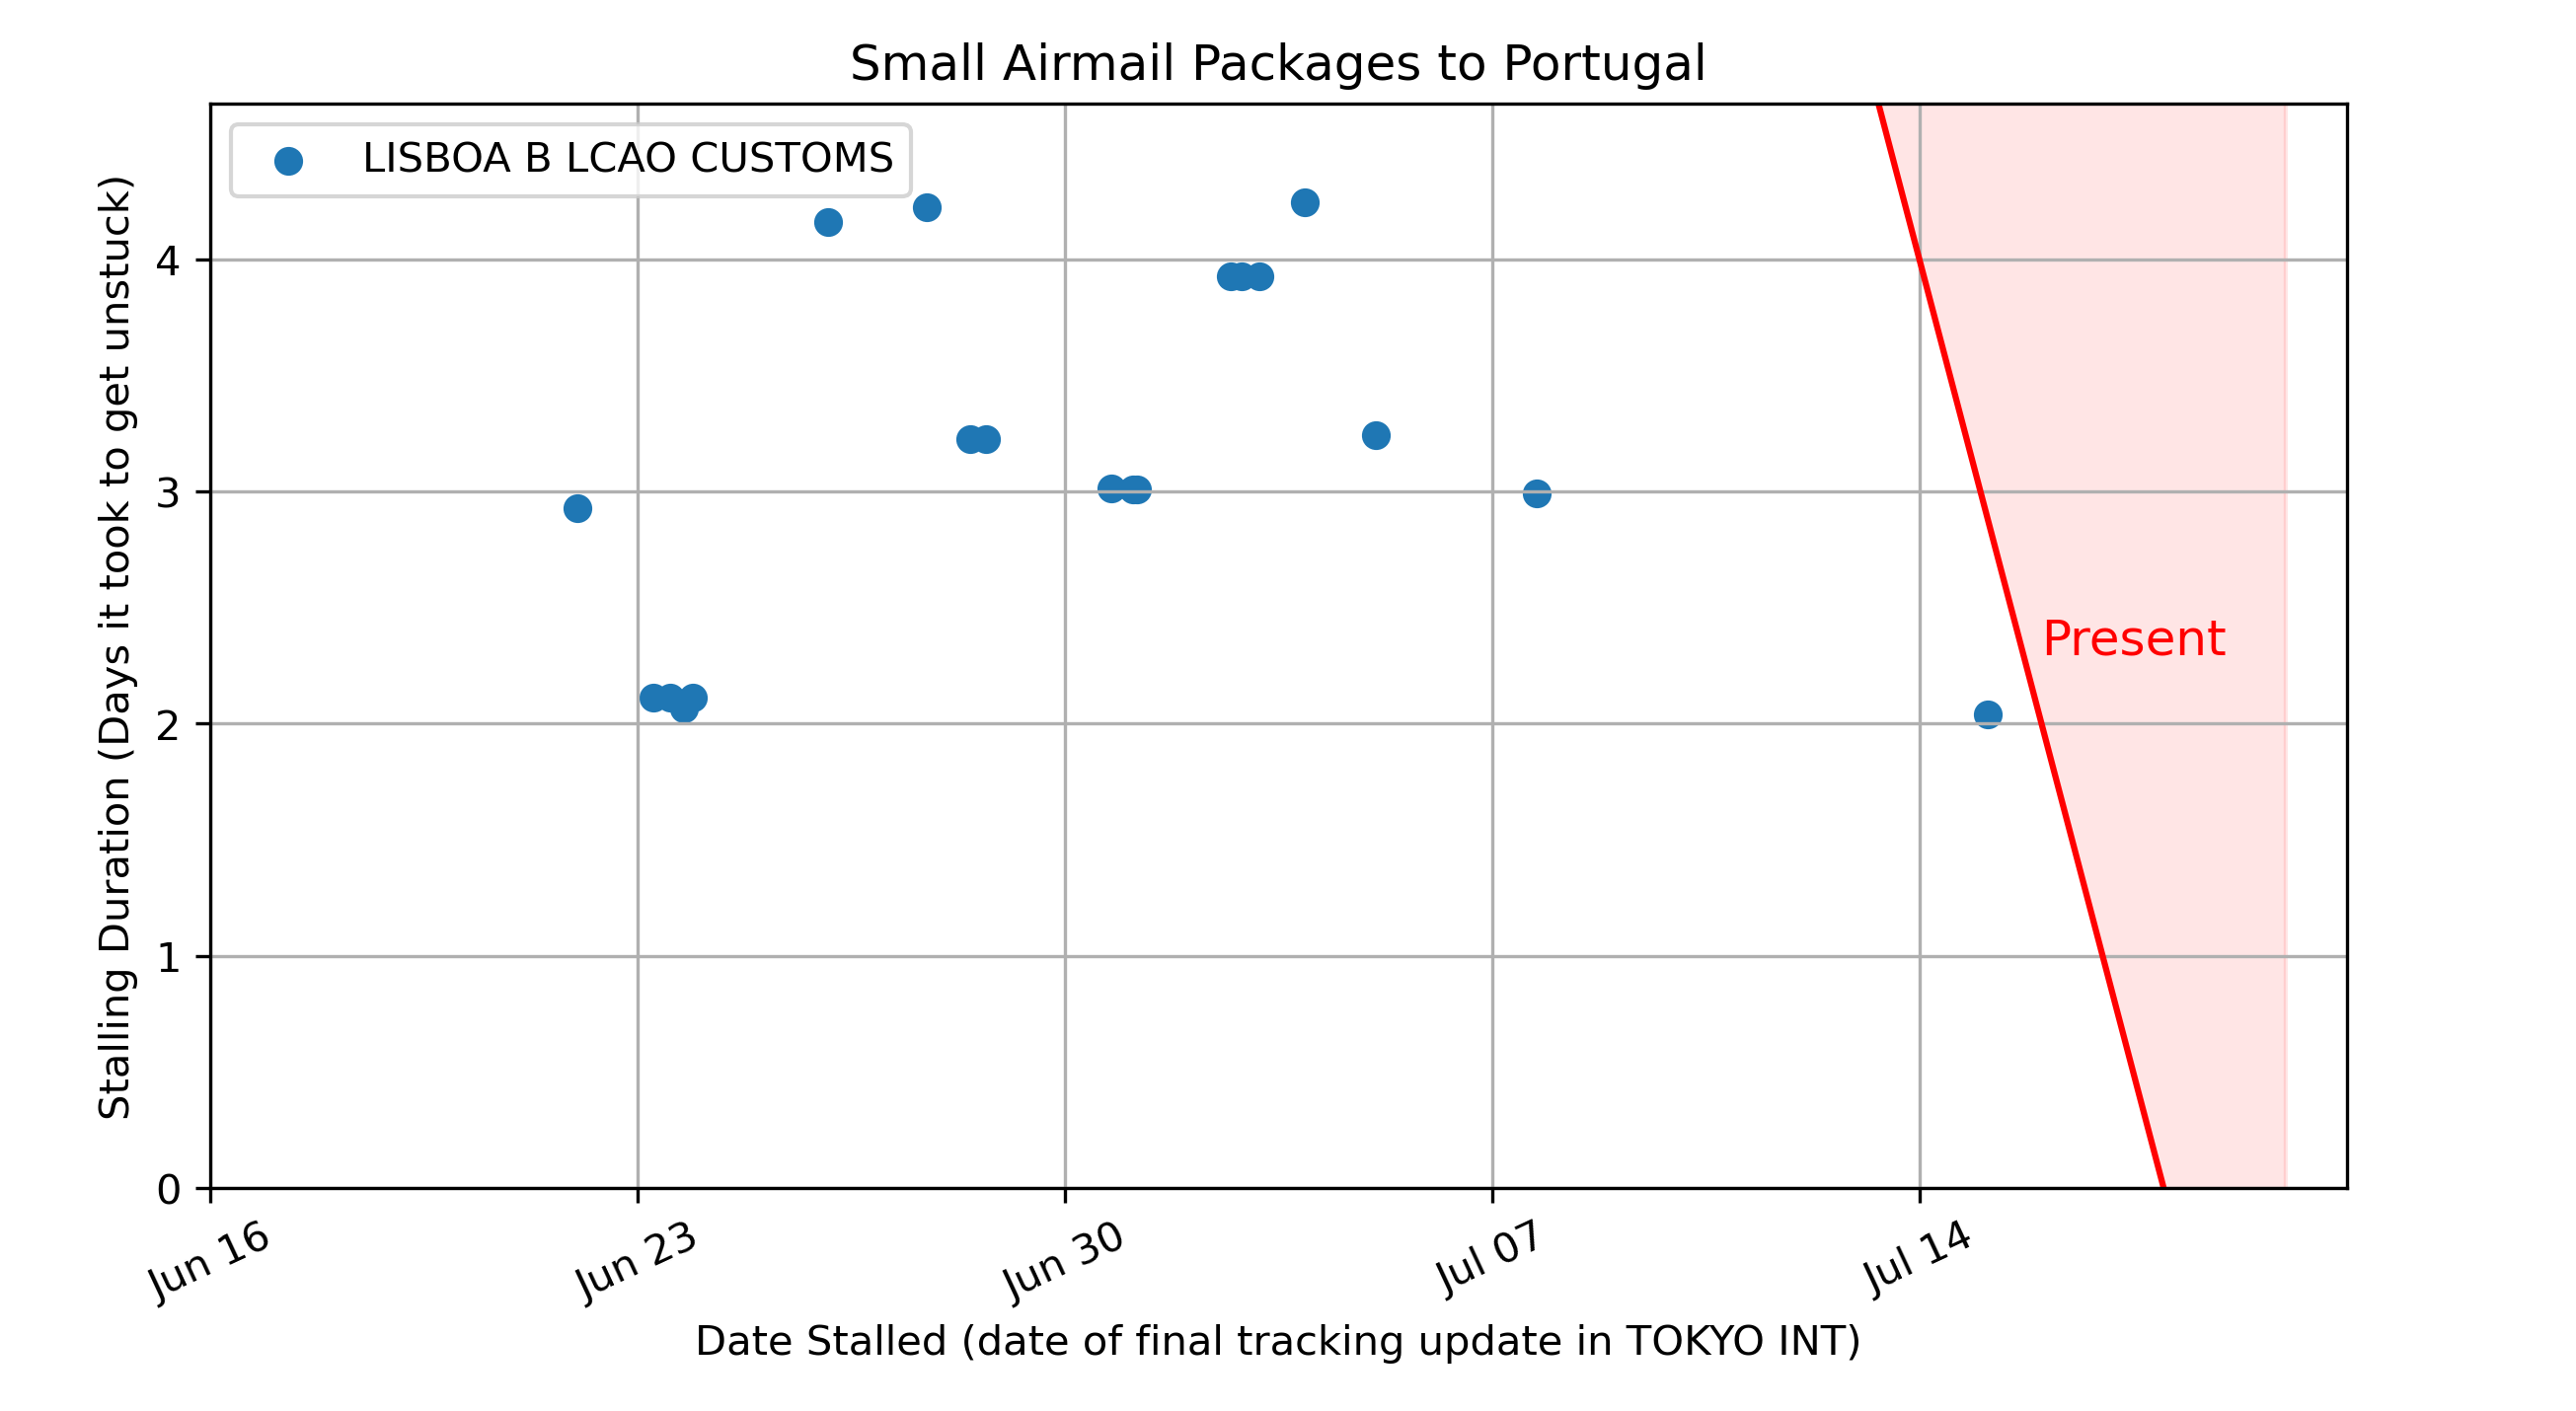 Small Airmail Packages to Portugal
LISBOA B LCAO CUSTOMS
Stalling Duration (Days it took to get unstuck)
4
3
2
1
0
Present
Jun 16
Jun 23
Jun 30
Jul 07
Jul 14
Date Stalled (date of final tracking update in TOKYO INT)